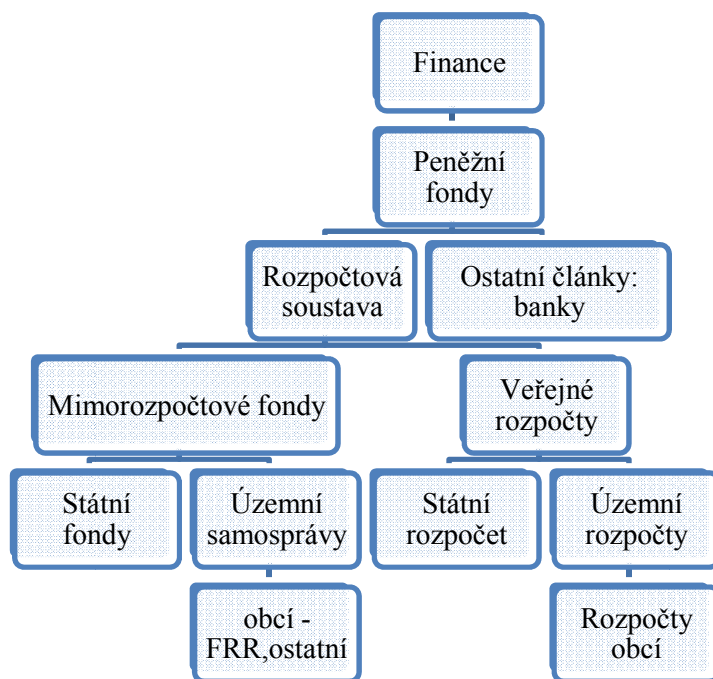 Finance
Peněžní
fondy
Rozpočtová
soustava
Ostatní články:
banky
Mimorozpočtové fondy
Veřejné
rozpočty
Státní
fondy
Územní
samosprávy
Státní
rozpočet
Územní
rozpočty
obcí -
FRR,ostatní
Rozpočty
obcí